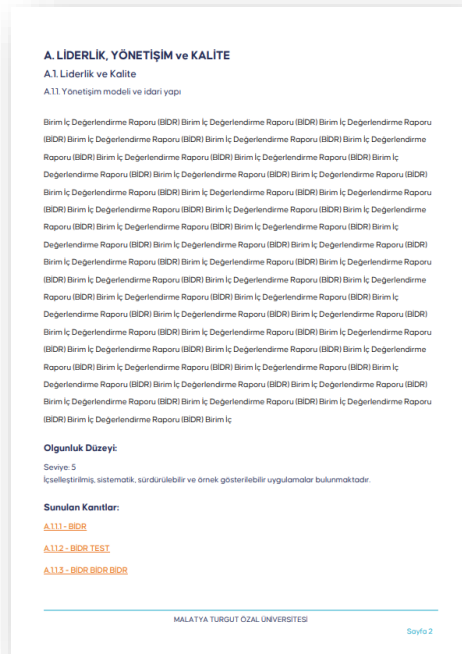 A. LİDERLİK, YÖNETİŞİM ve KALİTE
A.1. Liderlik ve Kalite
A.1.1. Yönetişim modeli ve idari yapı
Birim İç Değerlendirme Raporu (BİDR) Birim İç Değerlendirme Raporu (BİDR) Birim İç Değerlendirme Raporu
(BİDR) Birim İç Değerlendirme Raporu (BİDR) Birim İç Değerlendirme Raporu (BİDR) Birim İç Değerlendirme
Raporu (BİDR) Birim İç Değerlendirme Raporu (BİDR) Birim İç Değerlendirme Raporu (BİDR) Birim İç
Değerlendirme Raporu (BİDR) Birim İç Değerlendirme Raporu (BİDR) Birim İç Değerlendirme Raporu (BİDR)
Birim İç Değerlendirme Raporu (BİDR) Birim İç Değerlendirme Raporu (BİDR) Birim İç Değerlendirme Raporu
(BİDR) Birim İç Değerlendirme Raporu (BİDR) Birim İç Değerlendirme Raporu (BİDR) Birim İç Değerlendirme
Raporu (BİDR) Birim İç Değerlendirme Raporu (BİDR) Birim İç Değerlendirme Raporu (BİDR) Birim İç
Değerlendirme Raporu (BİDR) Birim İç Değerlendirme Raporu (BİDR) Birim İç Değerlendirme Raporu (BİDR)
Birim İç Değerlendirme Raporu (BİDR) Birim İç Değerlendirme Raporu (BİDR) Birim İç Değerlendirme Raporu
(BİDR) Birim İç Değerlendirme Raporu (BİDR) Birim İç Değerlendirme Raporu (BİDR) Birim İç Değerlendirme
Raporu (BİDR) Birim İç Değerlendirme Raporu (BİDR) Birim İç Değerlendirme Raporu (BİDR) Birim İç
Değerlendirme Raporu (BİDR) Birim İç Değerlendirme Raporu (BİDR) Birim İç Değerlendirme Raporu (BİDR)
Birim İç Değerlendirme Raporu (BİDR) Birim İç Değerlendirme Raporu (BİDR) Birim İç Değerlendirme Raporu
(BİDR) Birim İç Değerlendirme Raporu (BİDR) Birim İç Değerlendirme Raporu (BİDR) Birim İç Değerlendirme
Raporu (BİDR) Birim İç Değerlendirme Raporu (BİDR) Birim İç Değerlendirme Raporu (BİDR) Birim İç
Değerlendirme Raporu (BİDR) Birim İç Değerlendirme Raporu (BİDR) Birim İç Değerlendirme Raporu (BİDR)
Birim İç Değerlendirme Raporu (BİDR) Birim İç Değerlendirme Raporu (BİDR) Birim İç Değerlendirme Raporu
(BİDR) Birim İç Değerlendirme Raporu (BİDR) Birim İç
Olgunluk Düzeyi:
Seviye: 5
İçselleştirilmiş, sistematik, sürdürülebilir ve örnek gösterilebilir uygulamalar bulunmaktadır.
Sunulan Kanıtlar:
A.1.1.1 - BİDR
A.1.1.2 - BİDR TEST
A.1.1.3 - BİDR BİDR BİDR
MALATYA TURGUT ÖZAL ÜNİVERSİTESİ
Sayfa 2